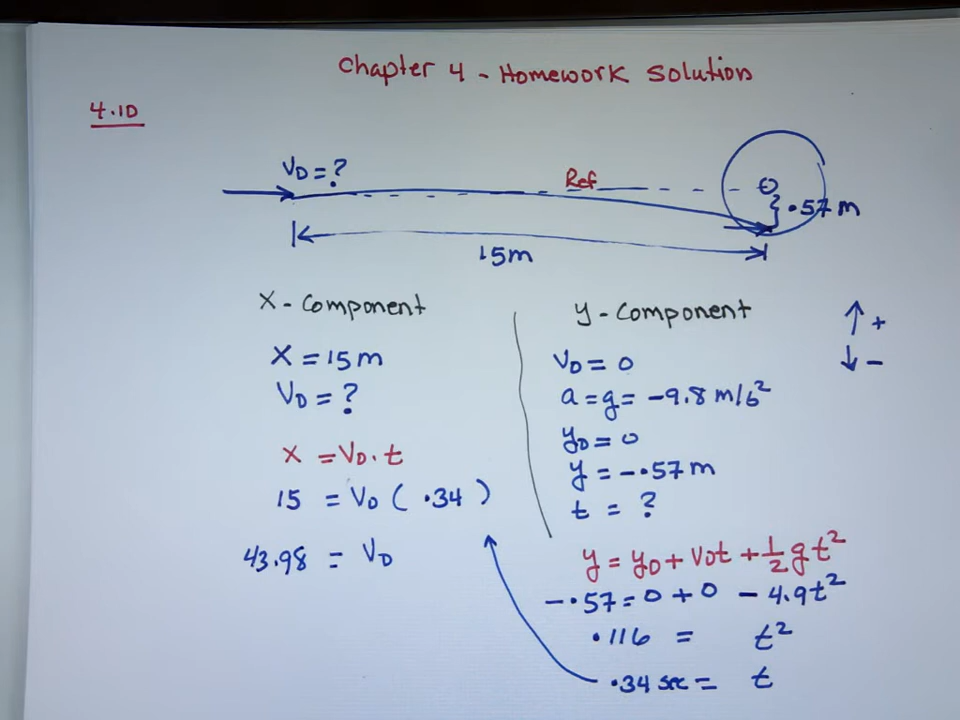 Chapter 4 - Homework Solution
4.10
V0 = ?
Ref
.57 m
15m
X - Component
X = 15 m
V0 = ?
X = V0 . t
15 = V0 ( .34 )
43.98 = V0
y - Component
V0 = 0
a = g = -9.8 m/s²
y0 = 0
y = -.57 m
t = ?
y = y0 + V0t + 1/2 gt²
-.57 = 0 + 0 - 4.9t²
.116 = t²
.34 sec = t
↑ +
↓ -